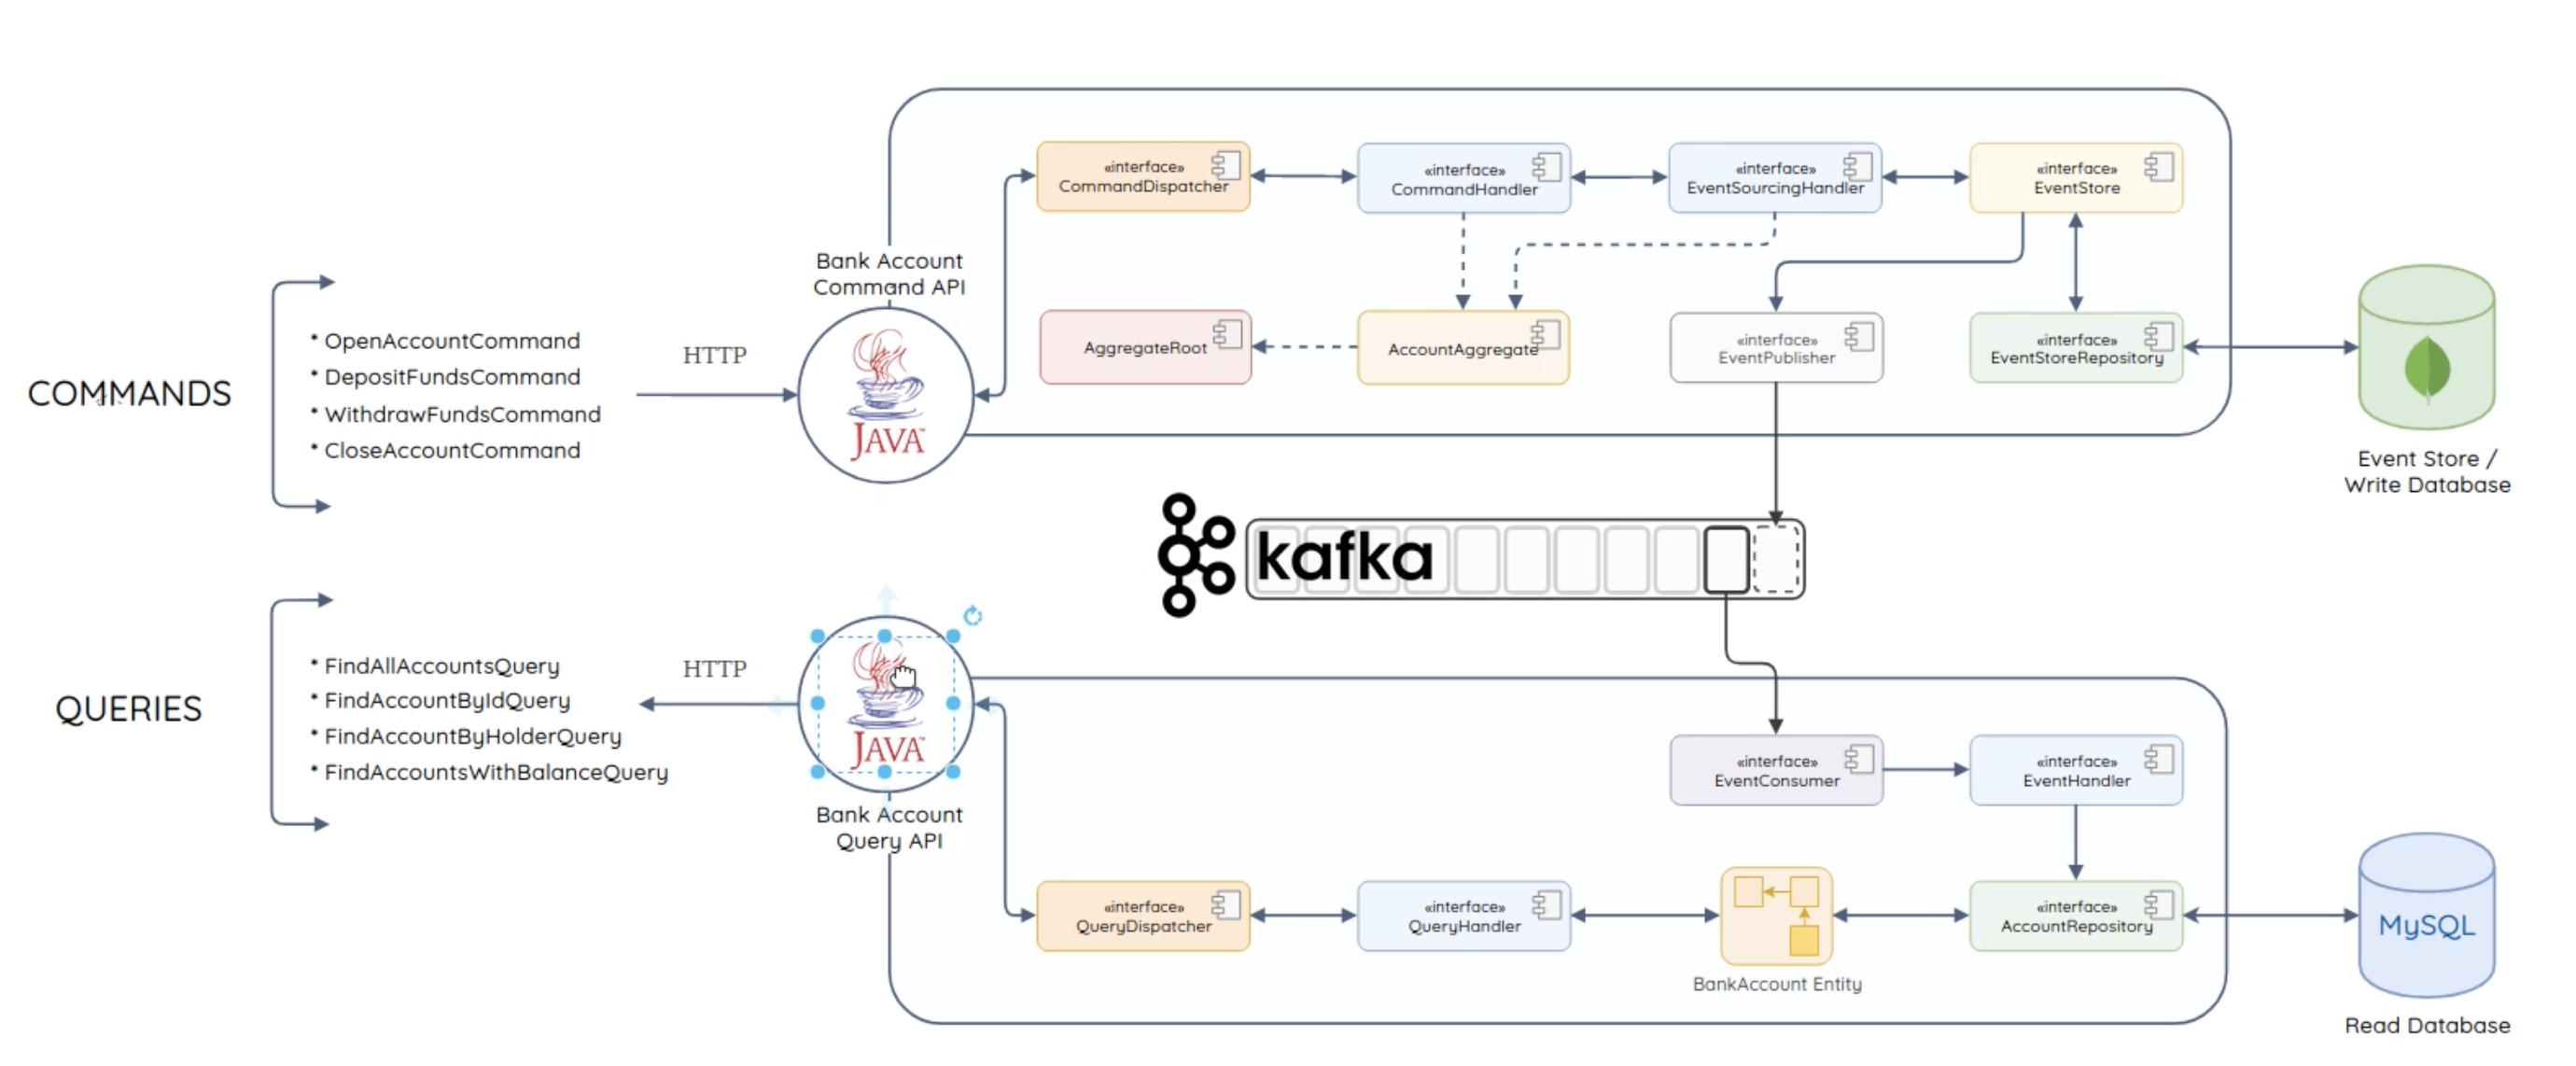 COMMANDS
* OpenAccountCommand
* DepositFundsCommand
* WithdrawFundsCommand
* CloseAccountCommand
HTTP
Bank Account
Command API
JAVA™
«interface»
CommandDispatcher
«interface»
CommandHandler
«interface»
EventSourcingHandler
«interface»
EventStore
AggregateRoot
AccountAggregate
«interface»
EventPublisher
«interface»
EventStoreRepository
Event Store /
Write Database
kafka
QUERIES
* FindAllAccountsQuery
* FindAccountByIdQuery
* FindAccountByHolderQuery
* FindAccountsWithBalanceQuery
HTTP
JAVA™
Bank Account
Query API
«interface»
EventConsumer
«interface»
EventHandler
«interface»
QueryDispatcher
«interface»
QueryHandler
BankAccount Entity
«interface»
AccountRepository
MySQL
Read Database